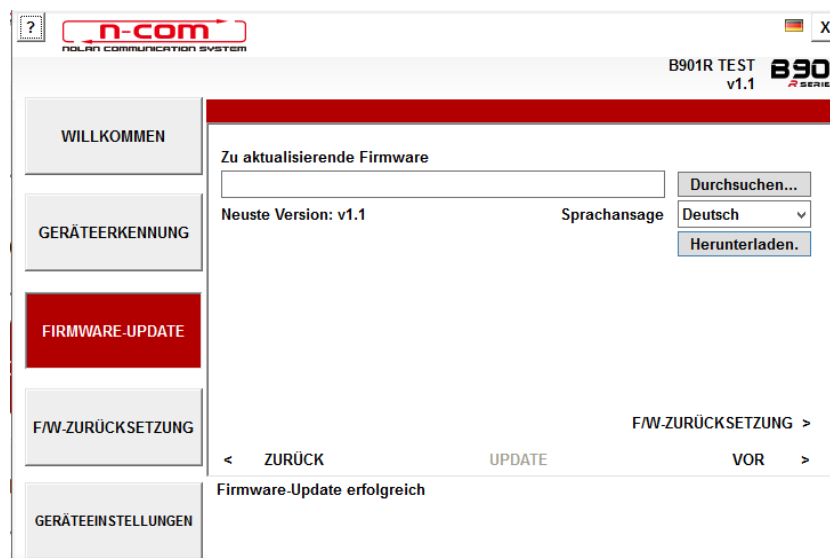 ?
n-com
NOLAN COMMUNICATION SYSTEM
X
B901R TEST
v1.1
B90
R SERIE
WILLKOMMEN
GERÄTEERKENNUNG
FIRMWARE-UPDATE
F/W-ZURÜCKSETZUNG
GERÄTEEINSTELLUNGEN
Zu aktualisierende Firmware
Durchsuchen...
Neuste Version: v1.1 Sprachansage Deutsch
Herunterladen.
F/W-ZURÜCKSETZUNG >
< ZURÜCK UPDATE VOR >
Firmware-Update erfolgreich